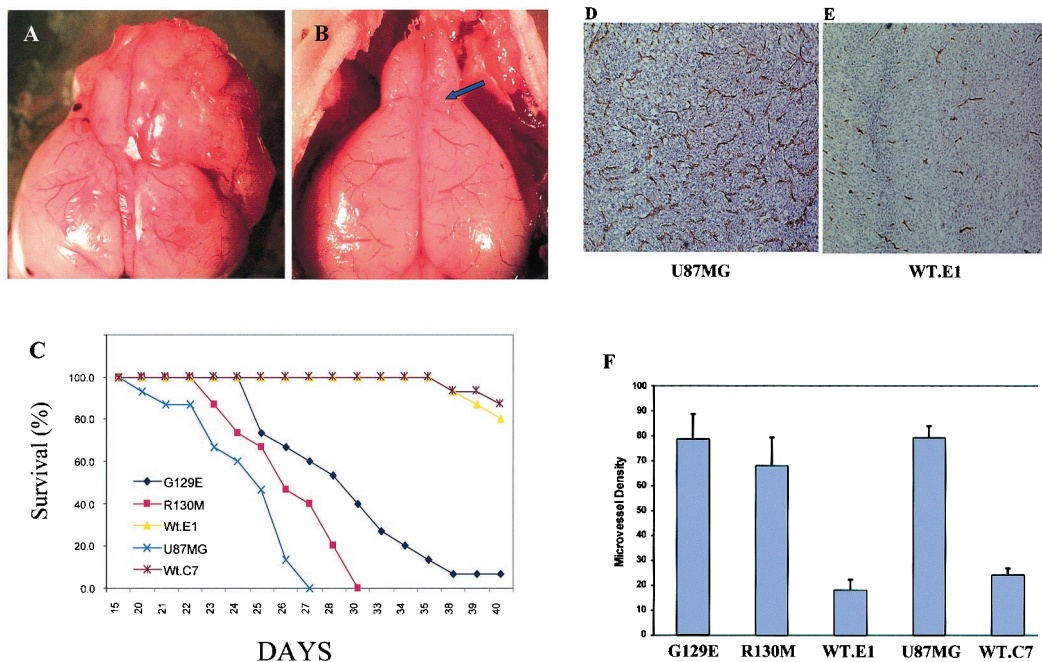 A
B
D
E
U87MG
WT.E1
C
Survival (%)
100.0
80.0
60.0
40.0
20.0
0.0
G129E
R130M
Wt.E1
U87MG
Wt.C7
15 20 21 22 23 24 25 26 27 28 30 33 34 35 38 39 40
DAYS
F
Microvessel Density
100
90
80
70
60
50
40
30
20
10
0
G129E R130M WT.E1 U87MG WT.C7